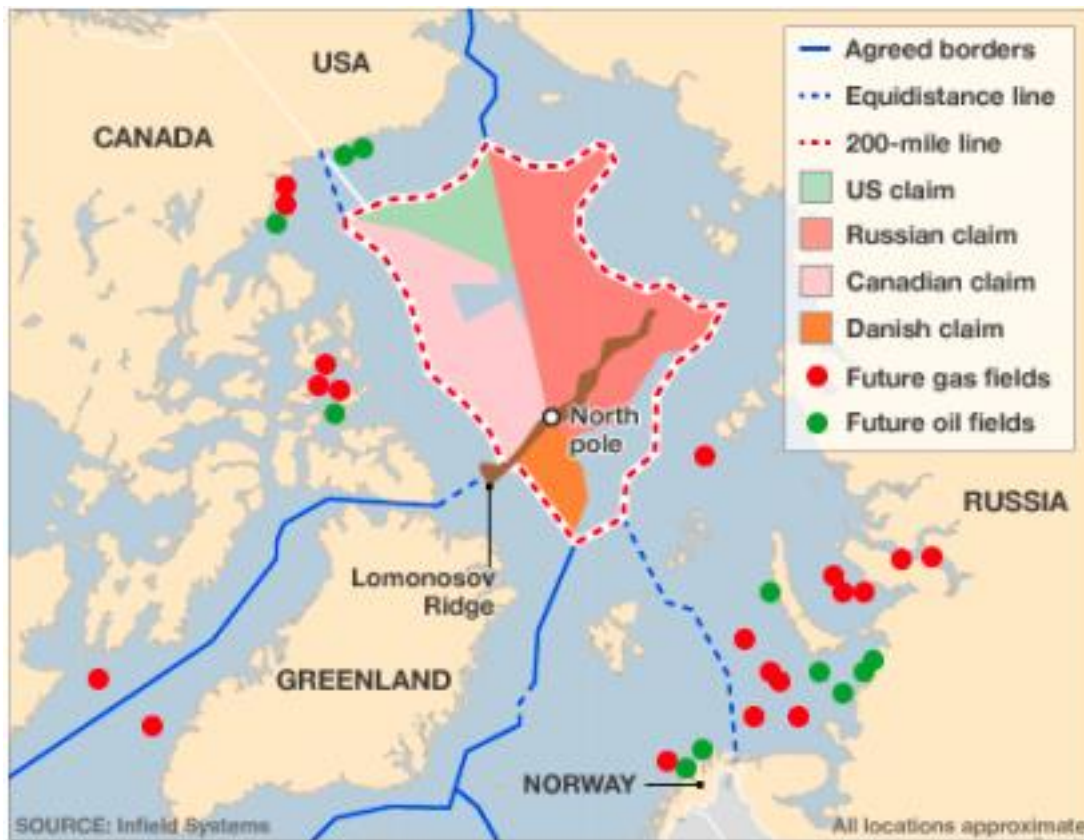 USA
CANADA
Agreed borders
Equidistance line
200-mile line
US claim
Russian claim
Canadian claim
Danish claim
Future gas fields
Future oil fields
North
pole
RUSSIA
Lomonosov
Ridge
GREENLAND
NORWAY
SOURCE: Infield Systems
All locations approximate